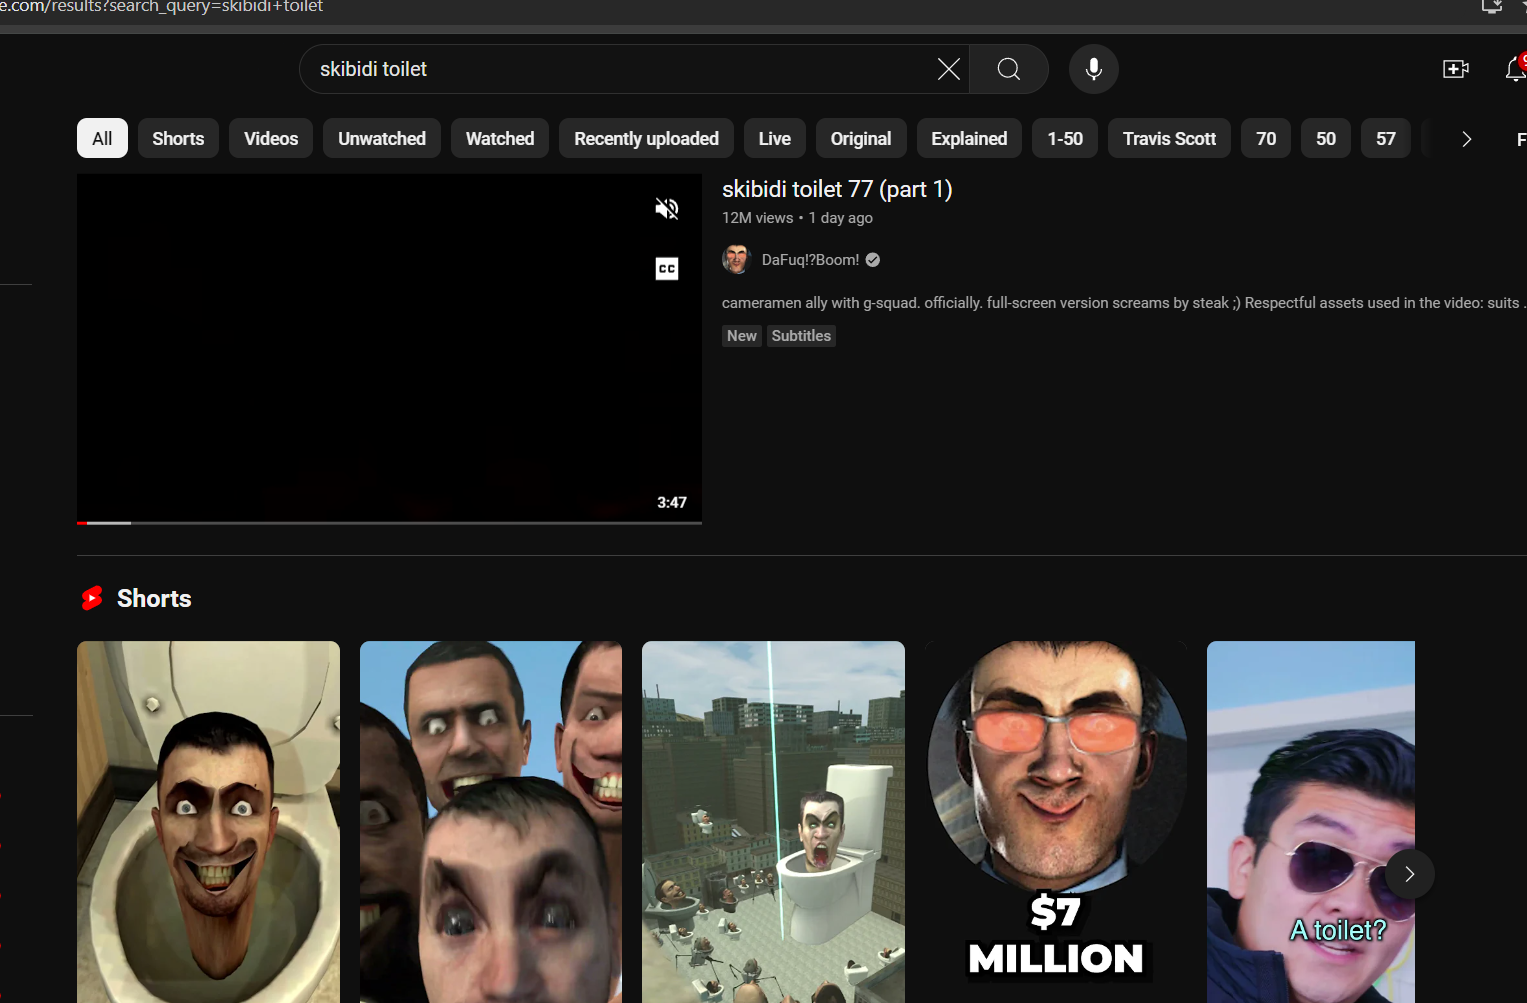 e.com/results?search_query=skibidi+toilet
skibidi toilet
All Shorts Videos Unwatched Watched Recently uploaded Live Original Explained 1-50 Travis Scott 70 50 57 F
skibidi toilet 77 (part 1)
12M views • 1 day ago
DaFuq!?Boom!
CC
cameramen ally with g-squad. officially. full-screen version screams by steak ;) Respectful assets used in the video: suits .
New Subtitles
3:47
Shorts
$7
MILLION
A toilet?